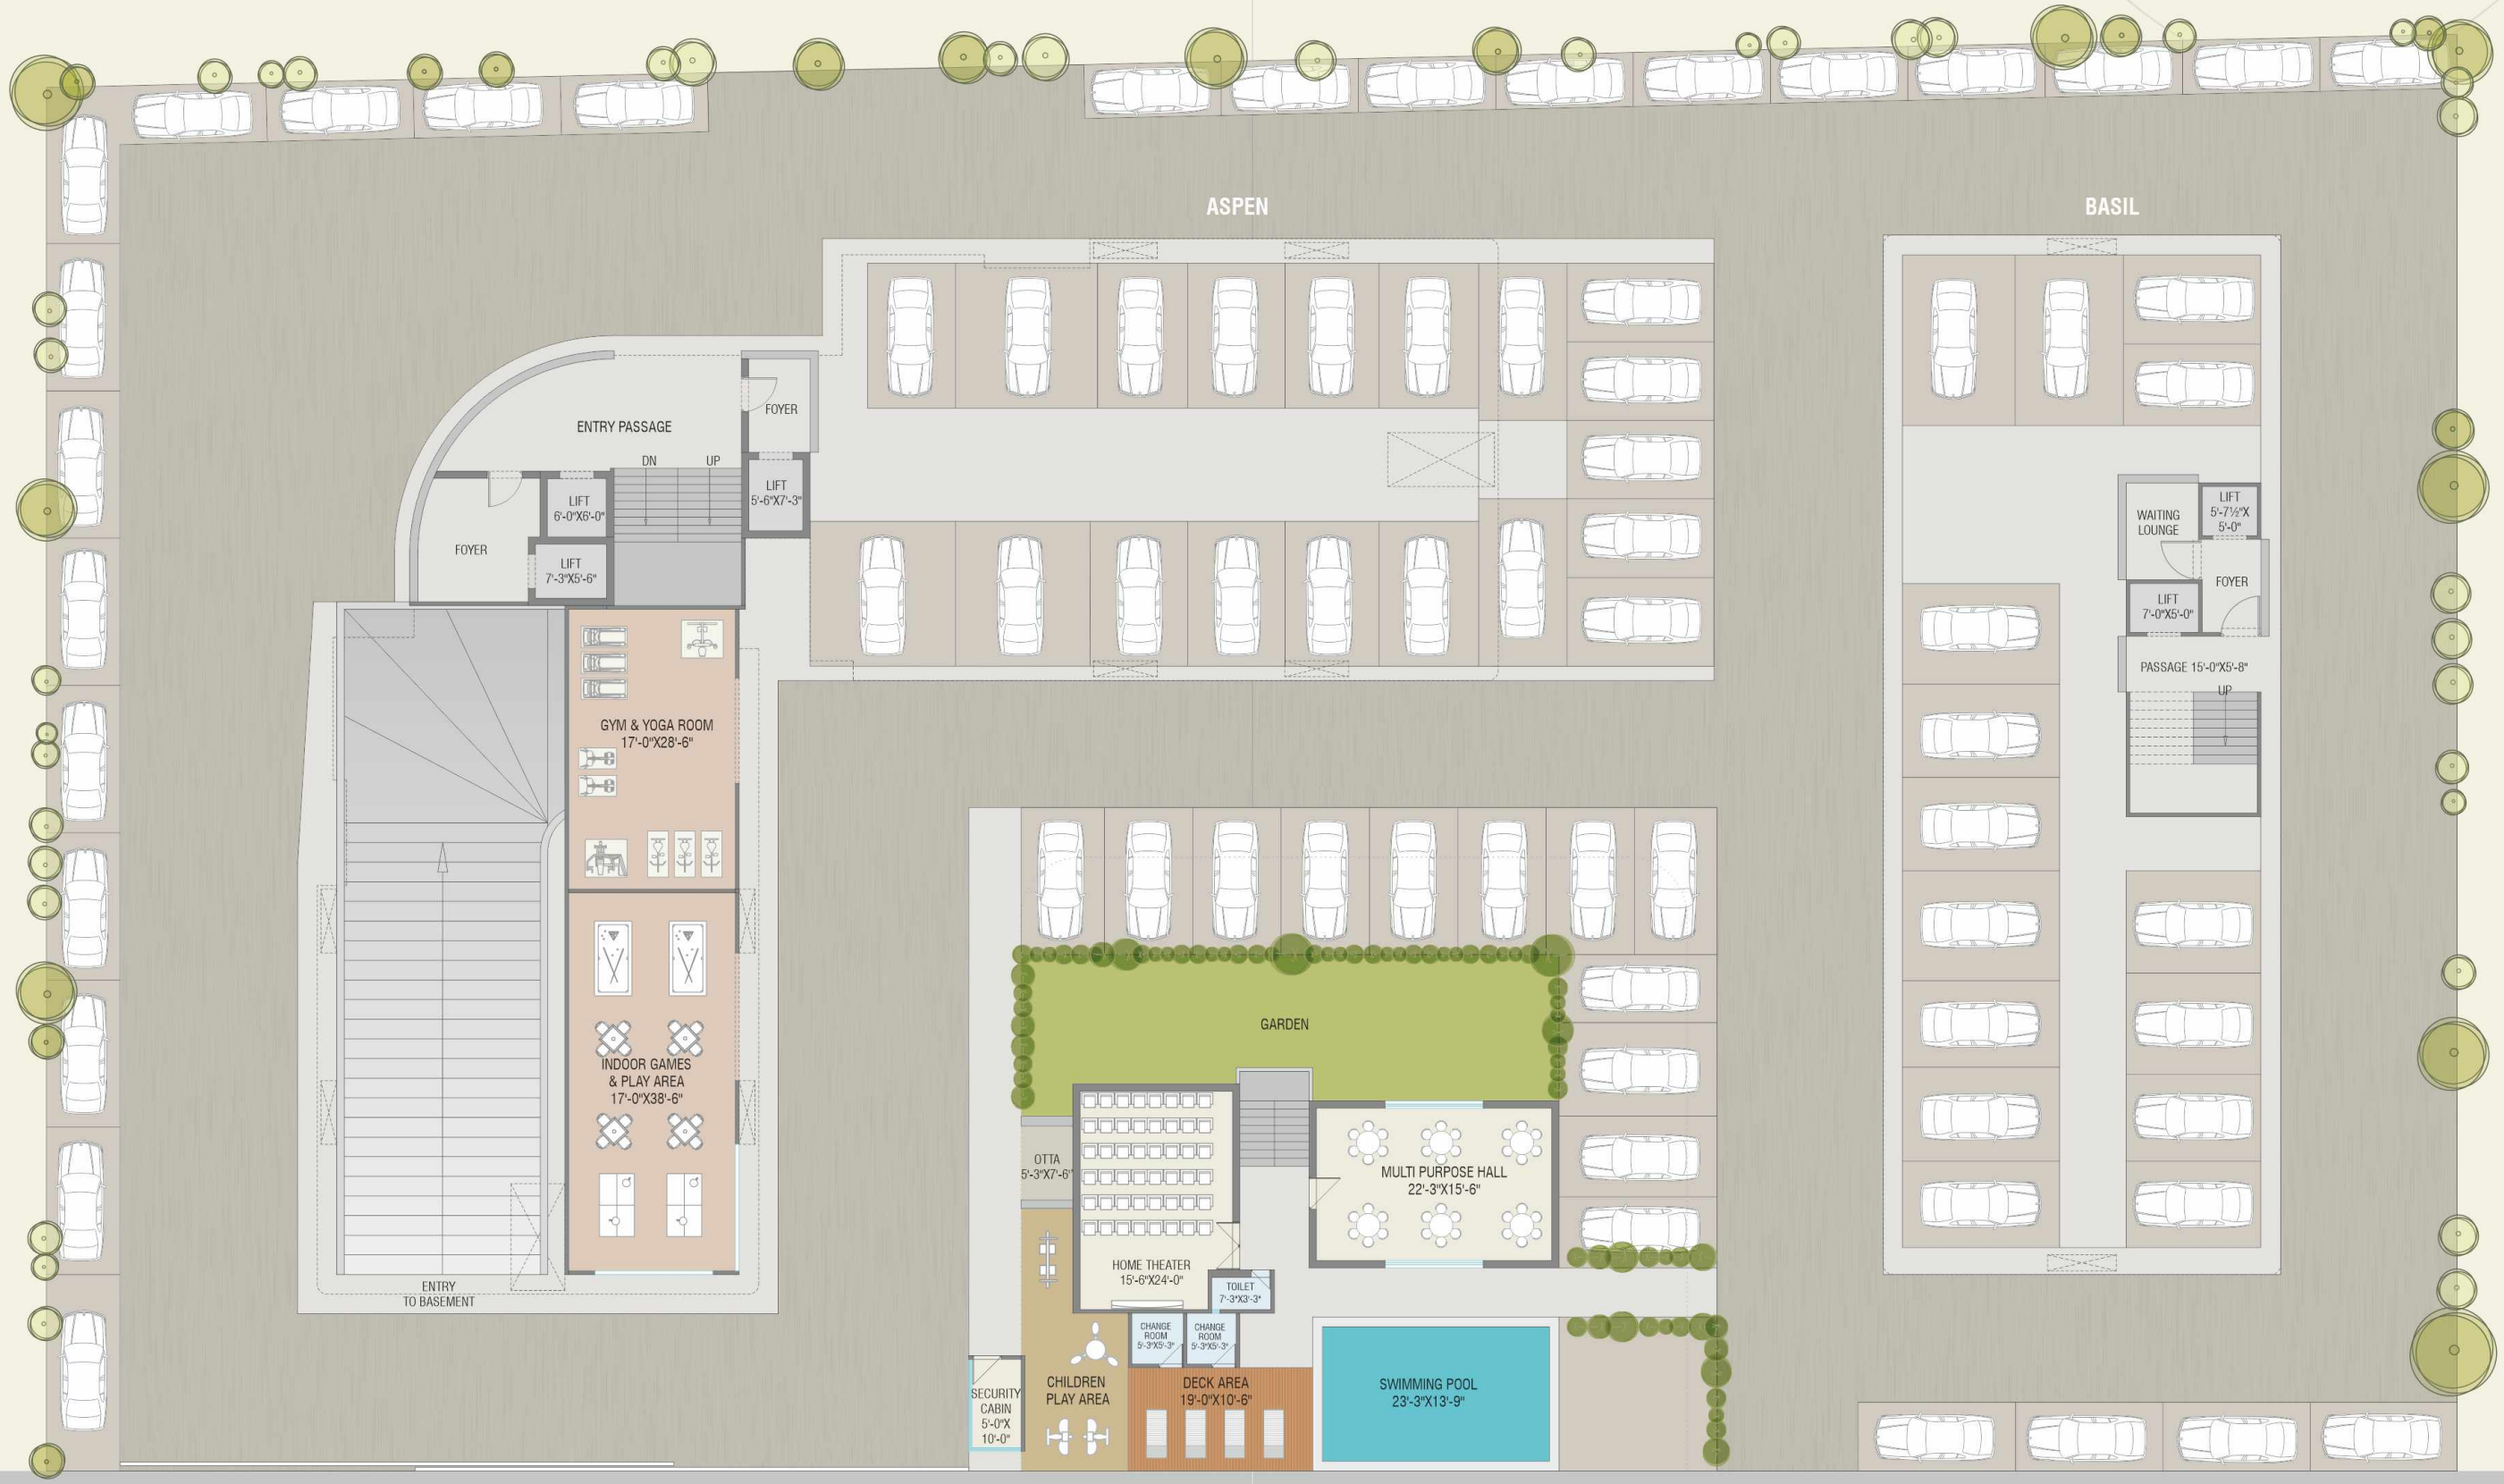 ASPEN
BASIL
ENTRY PASSAGE
FOYER
DN
UP
LIFT
5'-6"X7'-3"
LIFT
6'-0"X6'-0"
FOYER
LIFT
7'-3"X5'-6"
GYM & YOGA ROOM
17'-0"X28'-6"
INDOOR GAMES
& PLAY AREA
17'-0"X38'-6"
ENTRY
TO BASEMENT
WAITING
LOUNGE
LIFT
5'-7½"X
5'-0"
FOYER
LIFT
7'-0"X5'-0"
PASSAGE 15'-0"X5'-8"
UP
GARDEN
OTTA
5'-3"X7'-6"
HOME THEATER
15'-6"X24'-0"
MULTI PURPOSE HALL
22'-3"X15'-6"
TOILET
7'-3"X3'-3"
CHANGE
ROOM
5'-3"X5'-3"
CHANGE
ROOM
5'-3"X5'-3"
SECURITY
CABIN
5'-0"X
10'-0"
CHILDREN
PLAY AREA
DECK AREA
19'-0"X10'-6"
SWIMMING POOL
23'-3"X13'-9"